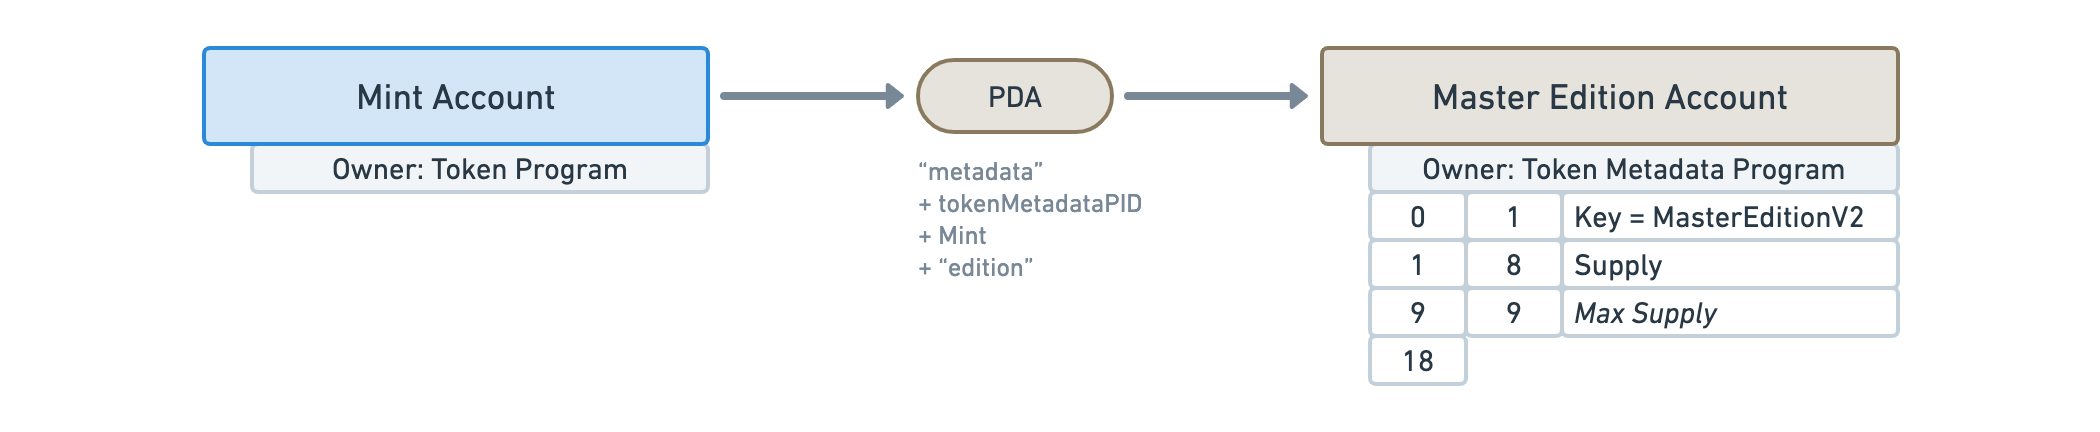 Mint Account
Owner: Token Program
PDA
“metadata”
+ tokenMetadataPID
+ Mint
+ “edition”
Master Edition Account
Owner: Token Metadata Program
0 1 Key = MasterEditionV2
1 8 Supply
9 9 Max Supply
18